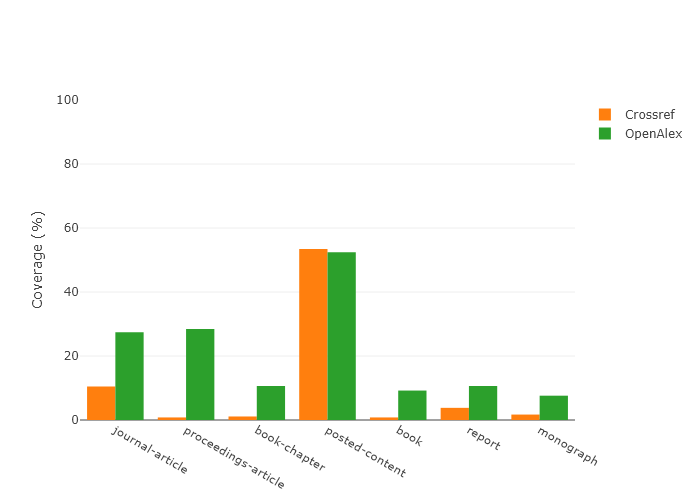 100
80
60
40
20
0
Coverage (%)
journal-article
proceedings-article
book-chapter
posted-content
book
report
monograph
Crossref
OpenAlex